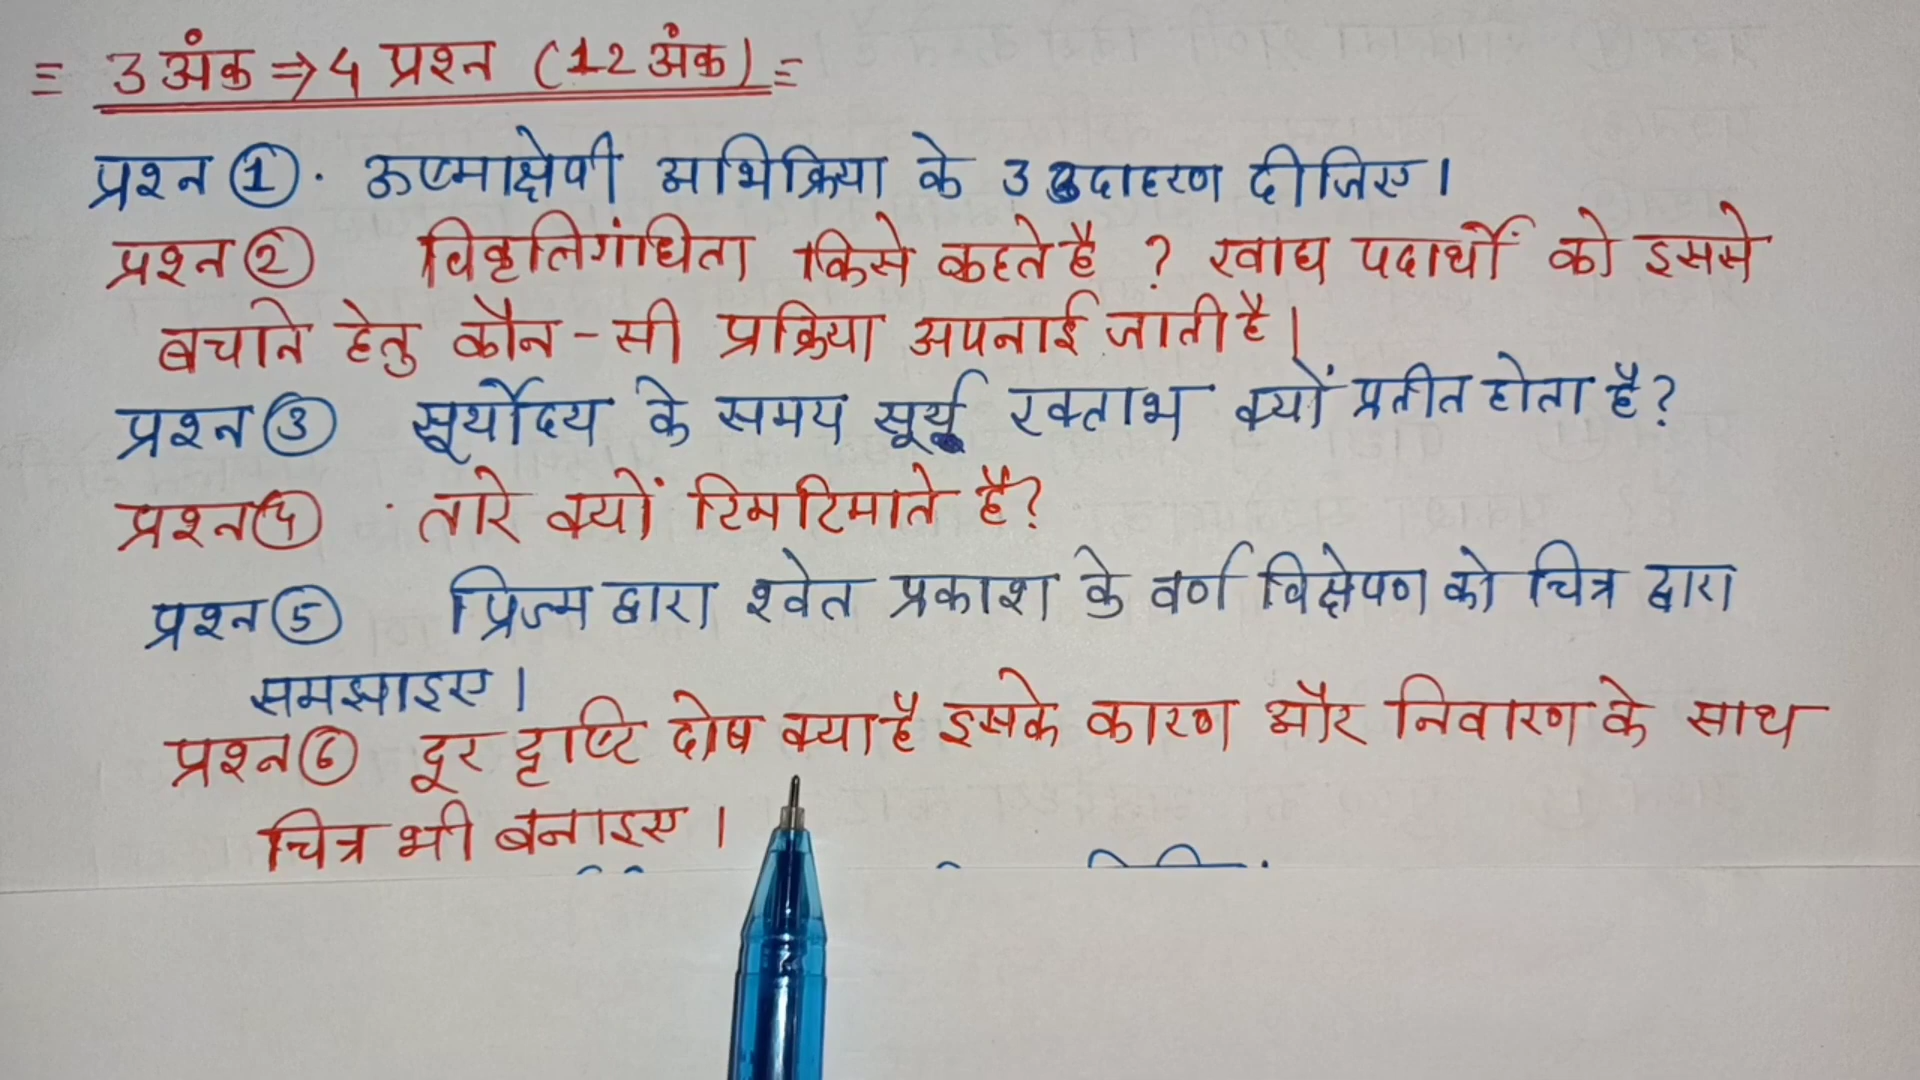 = 3 अंक ⇒ 4 प्रश्न (12 अंक) =
प्रश्न ①. ऊष्माक्षेपी अभिक्रिया के 3 उदाहरण दीजिए।
प्रश्न ② विकृतिगंधिता किसे कहते है ? खाद्य पदार्थों को इससे
बचाने हेतु कौन-सी प्रक्रिया अपनाई जाती है।
प्रश्न ③ सूर्योदय के समय सूर्य रक्ताभ क्यों प्रतीत होता है?
प्रश्न ④ . तारे क्यों टिमटिमाते है?
प्रश्न ⑤ प्रिज्म द्वारा श्वेत प्रकाश के वर्ण विक्षेपण को चित्र द्वारा
समझाइए।
प्रश्न ⑥ दूर दृष्टि दोष क्या है इसके कारण और निवारण के साथ
चित्र भी बनाइए।